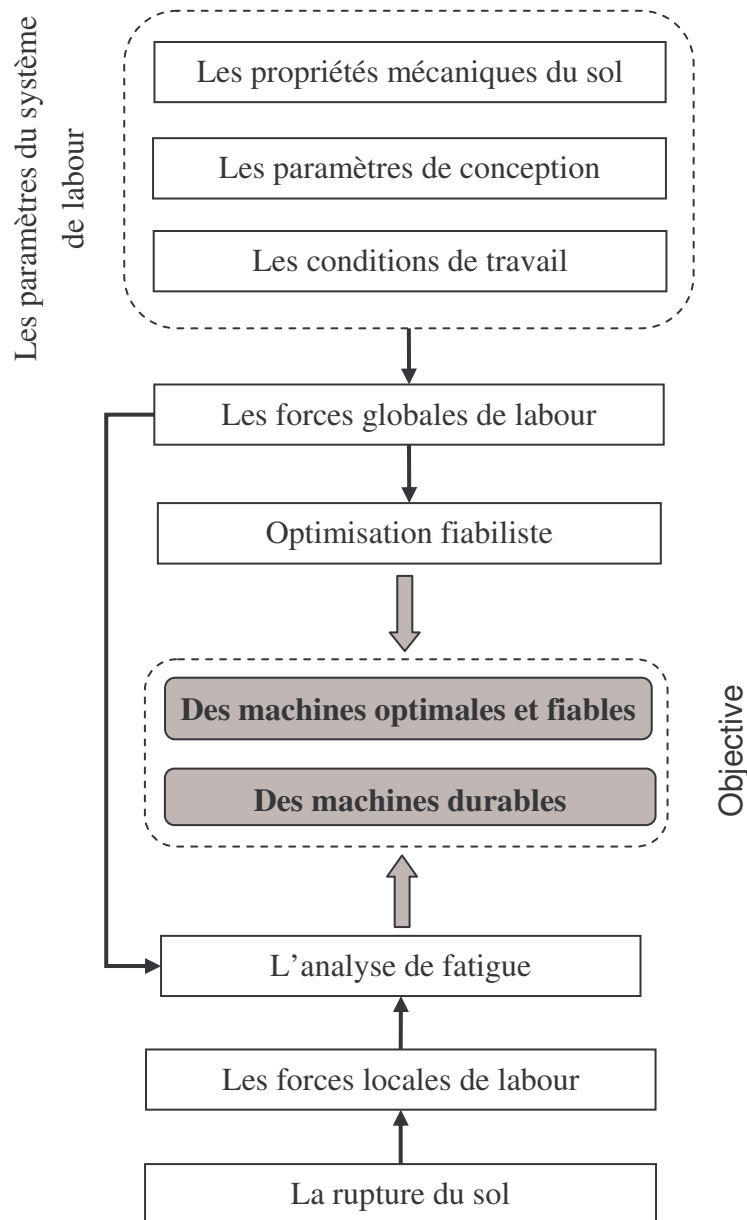 Les paramètres du système
de labour
Les propriétés mécaniques du sol
Les paramètres de conception
Les conditions de travail
Les forces globales de labour
Optimisation fiabiliste
Des machines optimales et fiables
Des machines durables
Objective
L’analyse de fatigue
Les forces locales de labour
La rupture du sol